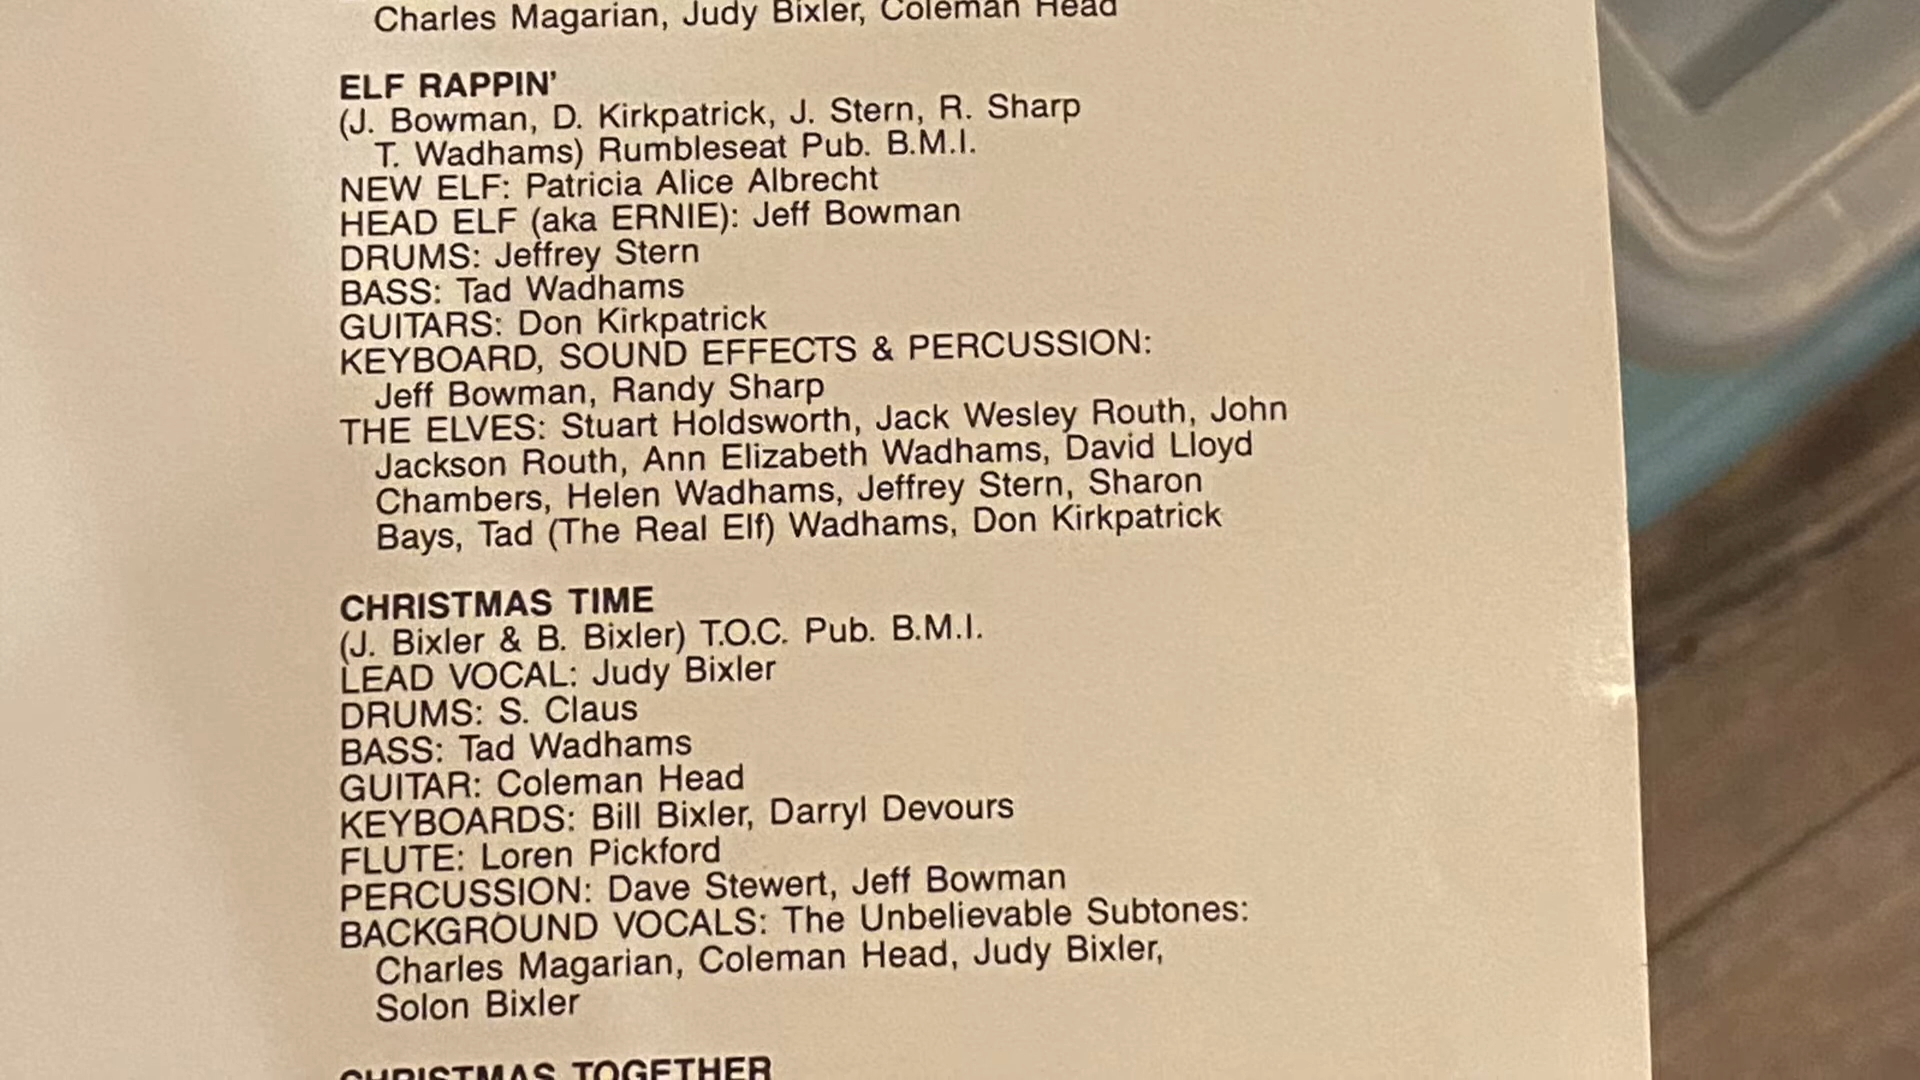 Charles Magarian, Judy Bixler, Coleman Head
ELF RAPPIN'
(J. Bowman, D. Kirkpatrick, J. Stern, R. Sharp
T. Wadhams) Rumbleseat Pub. B.M.I.
NEW ELF: Patricia Alice Albrecht
HEAD ELF (aka ERNIE): Jeff Bowman
DRUMS: Jeffrey Stern
BASS: Tad Wadhams
GUITARS: Don Kirkpatrick
KEYBOARD, SOUND EFFECTS & PERCUSSION:
Jeff Bowman, Randy Sharp
THE ELVES: Stuart Holdsworth, Jack Wesley Routh, John
Jackson Routh, Ann Elizabeth Wadhams, David Lloyd
Chambers, Helen Wadhams, Jeffrey Stern, Sharon
Bays, Tad (The Real Elf) Wadhams, Don Kirkpatrick
CHRISTMAS TIME
(J. Bixler & B. Bixler) T.O.C. Pub. B.M.I.
LEAD VOCAL: Judy Bixler
DRUMS: S. Claus
BASS: Tad Wadhams
GUITAR: Coleman Head
KEYBOARDS: Bill Bixler, Darryl Devours
FLUTE: Loren Pickford
PERCUSSION: Dave Stewert, Jeff Bowman
BACKGROUND VOCALS: The Unbelievable Subtones:
Charles Magarian, Coleman Head, Judy Bixler,
Solon Bixler
CHRISTMAS TOGETHER